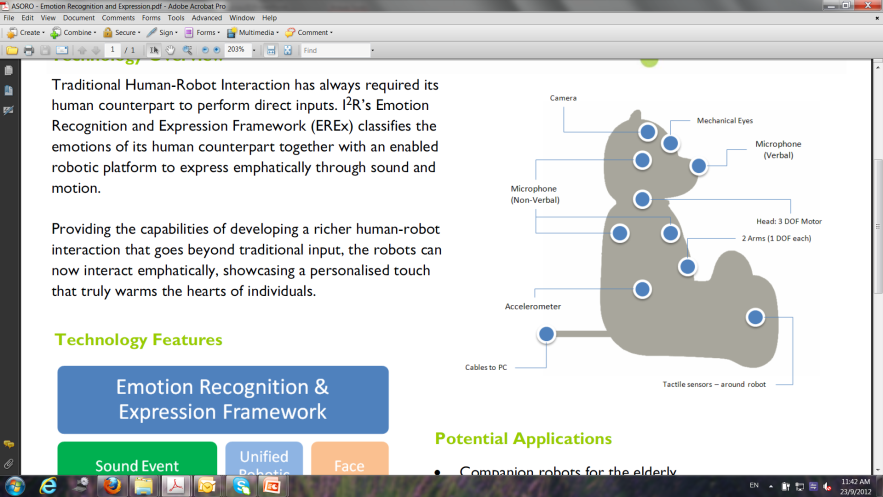 ASORO - Emotion Recognition and Expression.pdf - Adobe Acrobat Pro
File Edit View Document Comments Forms Tools Advanced Window Help
Create Combine Secure Sign Forms Multimedia Comment
1 / 1 203% Find
Technology Overview
Traditional Human-Robot Interaction has always required its
human counterpart to perform direct inputs. I2R's Emotion
Recognition and Expression Framework (EREx) classifies the
emotions of its human counterpart together with an enabled
robotic platform to express emphatically through sound and
motion.
Providing the capabilities of developing a richer human-robot
interaction that goes beyond traditional input, the robots can
now interact emphatically, showcasing a personalised touch
that truly warms the hearts of individuals.
Technology Features
Emotion Recognition &
Expression Framework
Sound Event
Unified
Robotic
Face
Camera
Mechanical Eyes
Microphone
(Verbal)
Microphone
(Non-Verbal)
Head: 3 DOF Motor
2 Arms (1 DOF each)
Accelerometer
Cables to PC
Tactile sensors – around robot
Potential Applications
• Companion robots for the elderly
EN
11:42 AM
23/9/2012